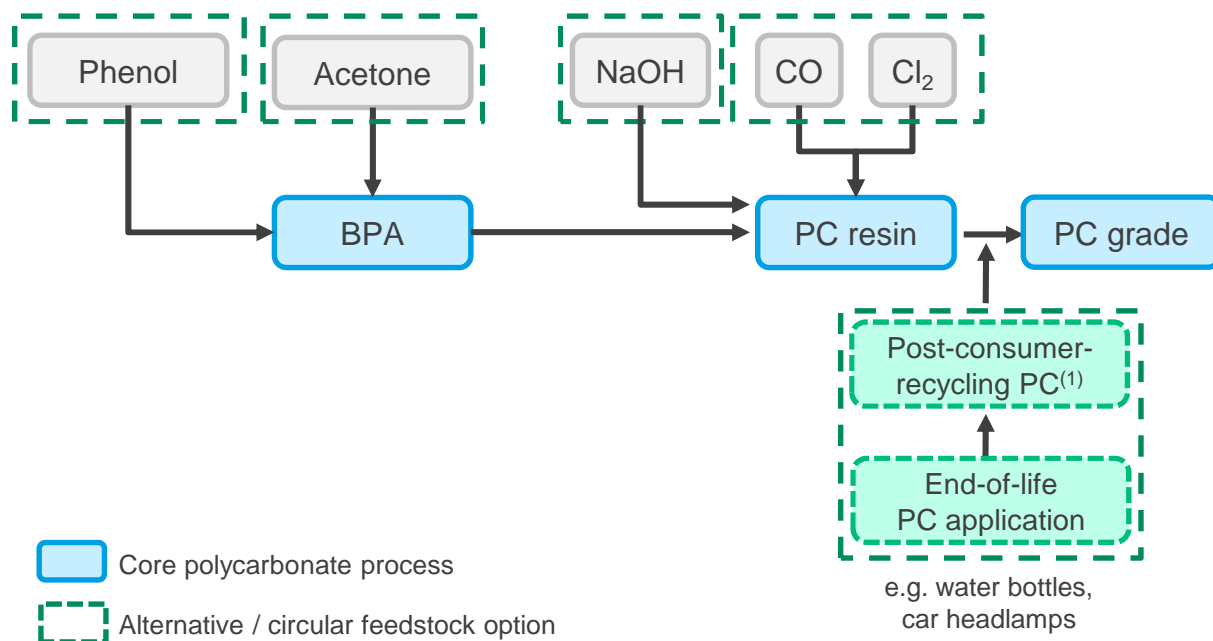 Phenol
Acetone
NaOH
CO
Cl₂
BPA
PC resin
PC grade
Post-consumer-
recycling PC⁽¹⁾
End-of-life
PC application
e.g. water bottles,
car headlamps
Core polycarbonate process
Alternative / circular feedstock option